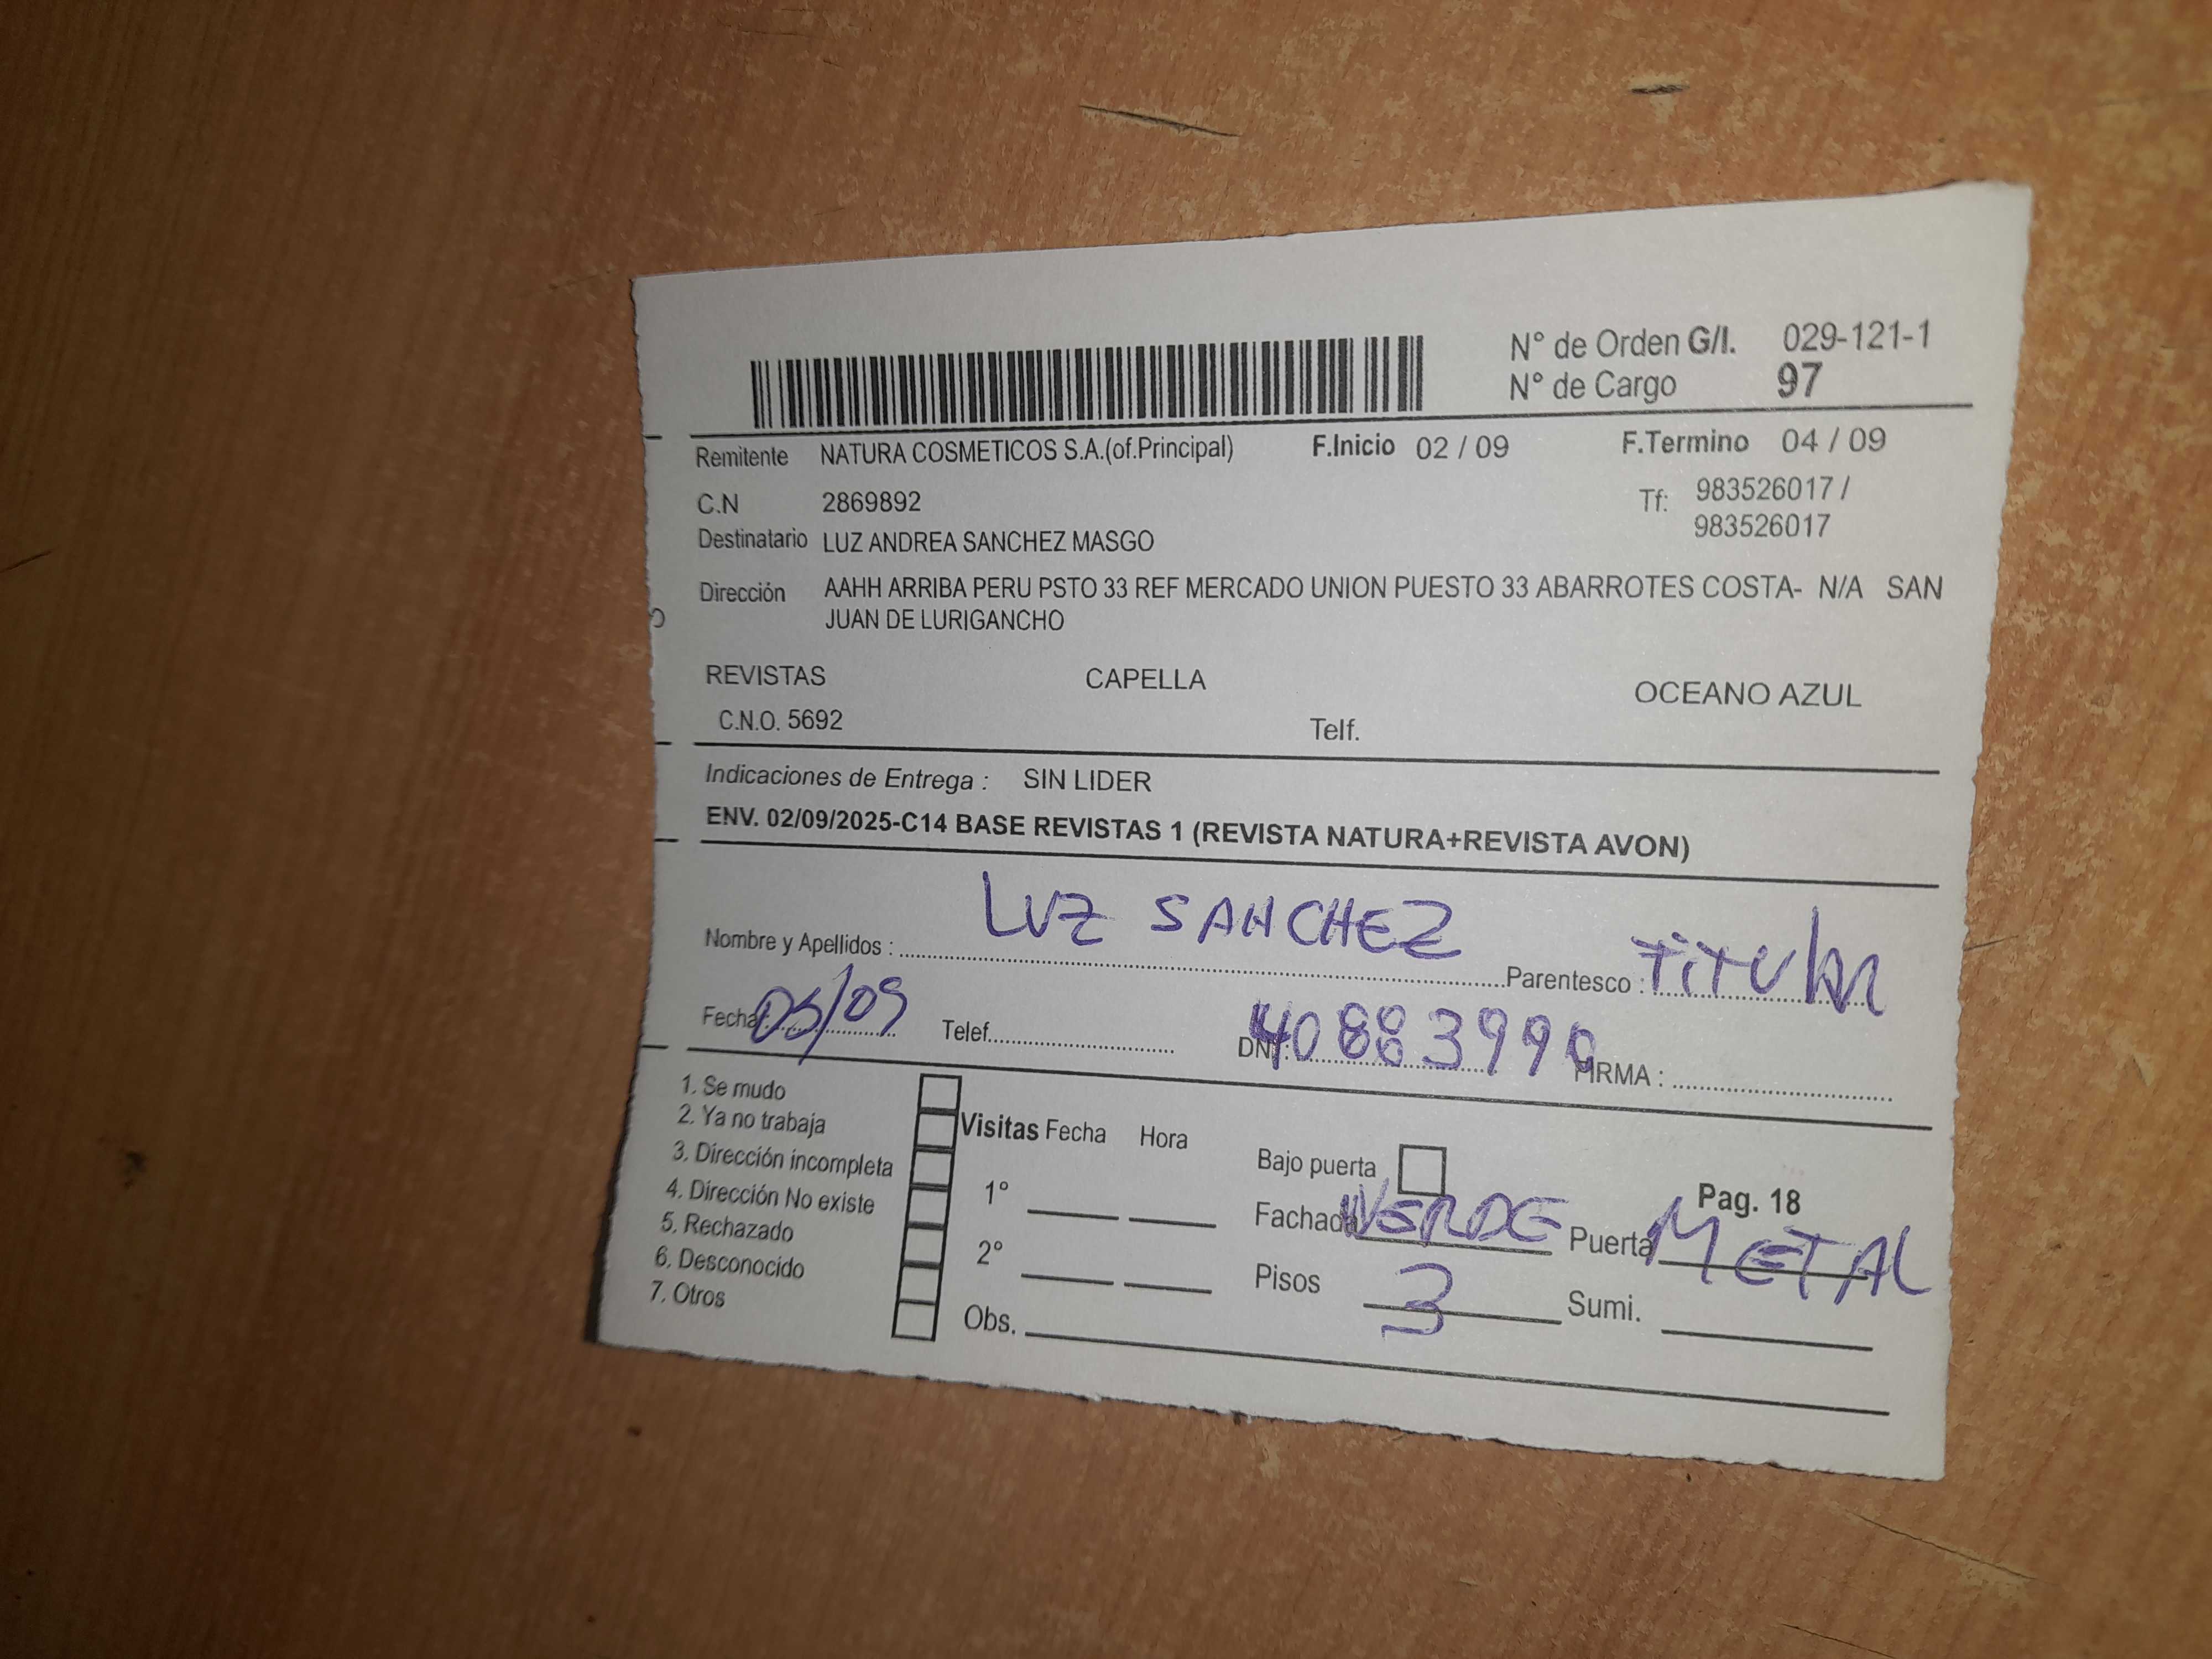 N° de Orden G/I. 029-121-1
N° de Cargo 97
Remitente NATURA COSMETICOS S.A.(of.Principal) F.Inicio 02 / 09 F.Termino 04 / 09
C.N 2869892 Tf: 983526017 /
983526017
Destinatario LUZ ANDREA SANCHEZ MASGO
Dirección AAHH ARRIBA PERU PSTO 33 REF MERCADO UNION PUESTO 33 ABARROTES COSTA- N/A SAN
JUAN DE LURIGANCHO
REVISTAS CAPELLA OCEANO AZUL
C.N.O. 5692 Telf.
Indicaciones de Entrega : SIN LIDER
ENV. 02/09/2025-C14 BASE REVISTAS 1 (REVISTA NATURA+REVISTA AVON)
Nombre y Apellidos : LUZ SANCHEZ Parentesco : TiTULAR
Fecha: 05/09 Telef. DNI: FIRMA :
1. Se mudo
2. Ya no trabaja
3. Dirección incompleta
4. Dirección No existe
5. Rechazado
6. Desconocido
7. Otros
Visitas Fecha Hora
1°
2°
Obs.
Bajo puerta Pag. 18
Fachada VERDE Puerta METAL
Pisos 3 Sumi.